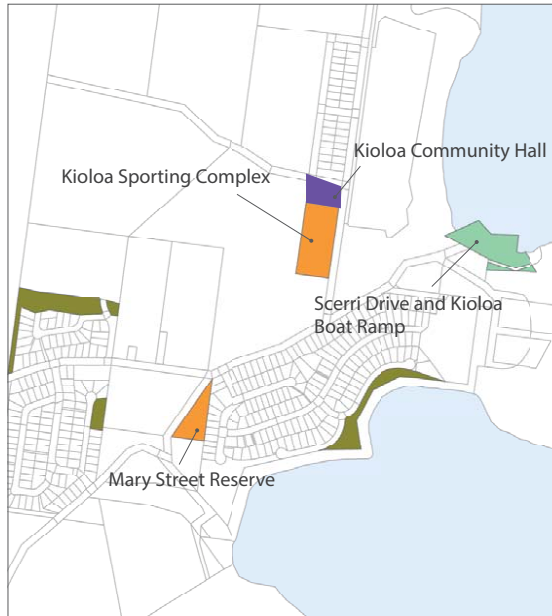 Kioloa Community Hall
Kioloa Sporting Complex
Scerri Drive and Kioloa
Boat Ramp
Mary Street Reserve